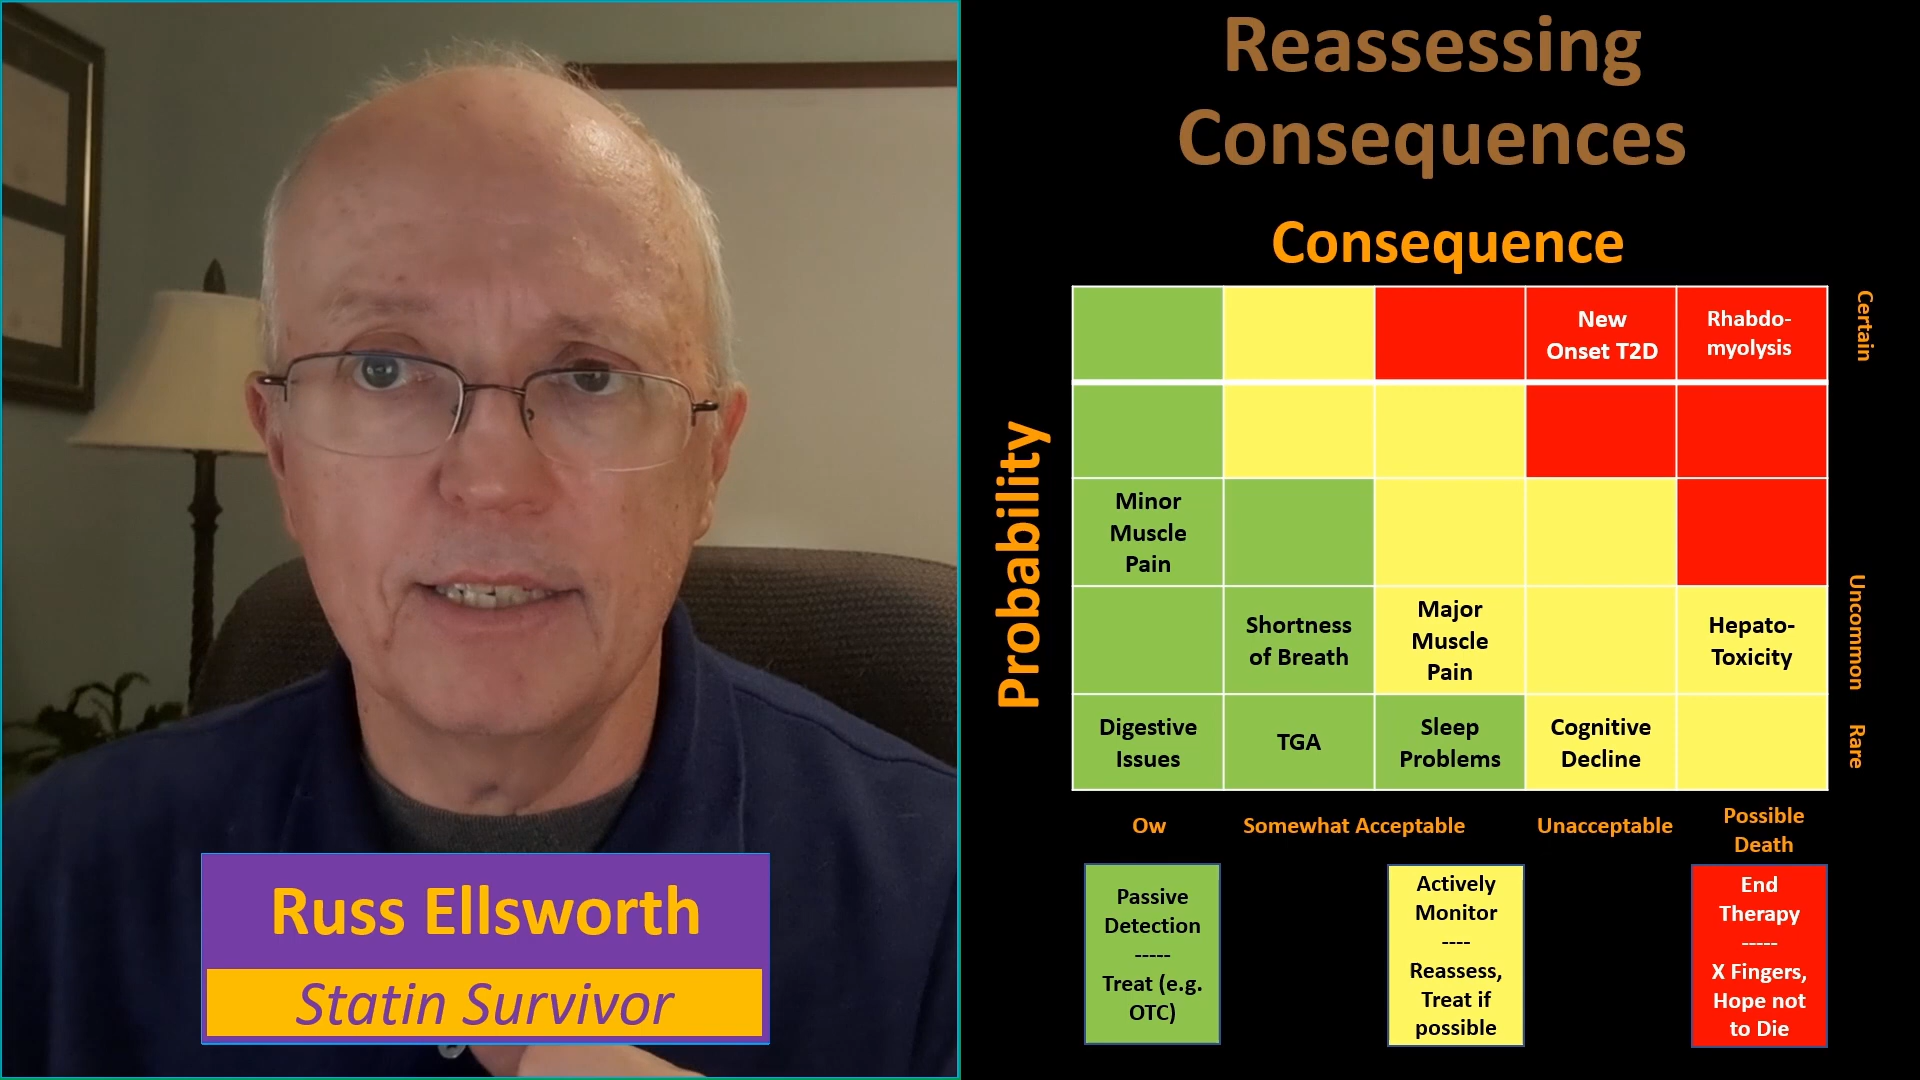 Reassessing
Consequences
Consequence
Probability
New
Onset T2D
Rhabdo-
myolysis
Certain
Minor
Muscle
Pain
Shortness
of Breath
Major
Muscle
Pain
Hepato-
Toxicity
Uncommon
Digestive
Issues
TGA
Sleep
Problems
Cognitive
Decline
Rare
Ow
Somewhat Acceptable
Unacceptable
Possible
Death
Passive
Detection
-----
Treat (e.g.
OTC)
Actively
Monitor
----
Reassess,
Treat if
possible
End
Therapy
-----
X Fingers,
Hope not
to Die
Russ Ellsworth
Statin Survivor